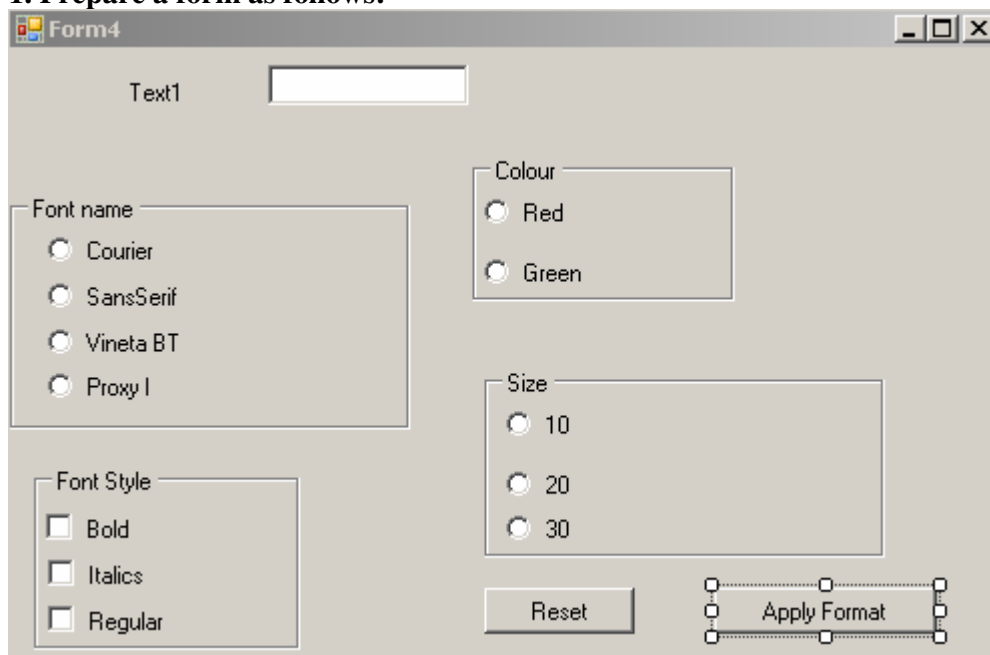 1. Prepare a form as follows:
Form4
Text1
Colour
Red
Green
Font name
Courier
SansSerif
Vineta BT
Proxy I
Size
10
20
30
Font Style
Bold
Italics
Regular
Reset
Apply Format